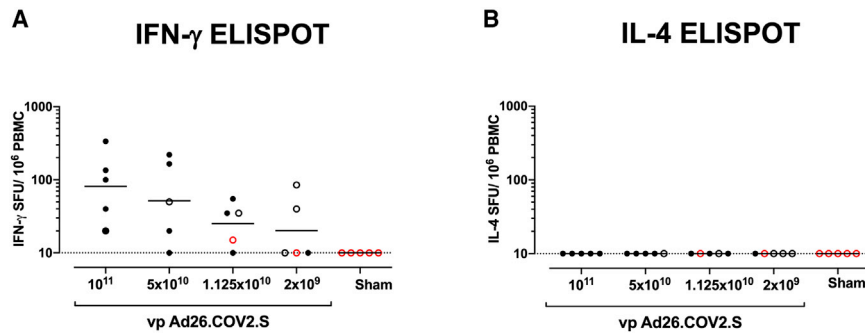 A
IFN-γ ELISPOT
IFN-γ SFU/ 10⁶ PBMC
1000
100
10
10¹¹
5x10¹⁰
1.125x10¹⁰
2x10⁹
Sham
vp Ad26.COV2.S
B
IL-4 ELISPOT
IL-4 SFU/ 10⁶ PBMC
1000
100
10
10¹¹
5x10¹⁰
1.125x10¹⁰
2x10⁹
Sham
vp Ad26.COV2.S